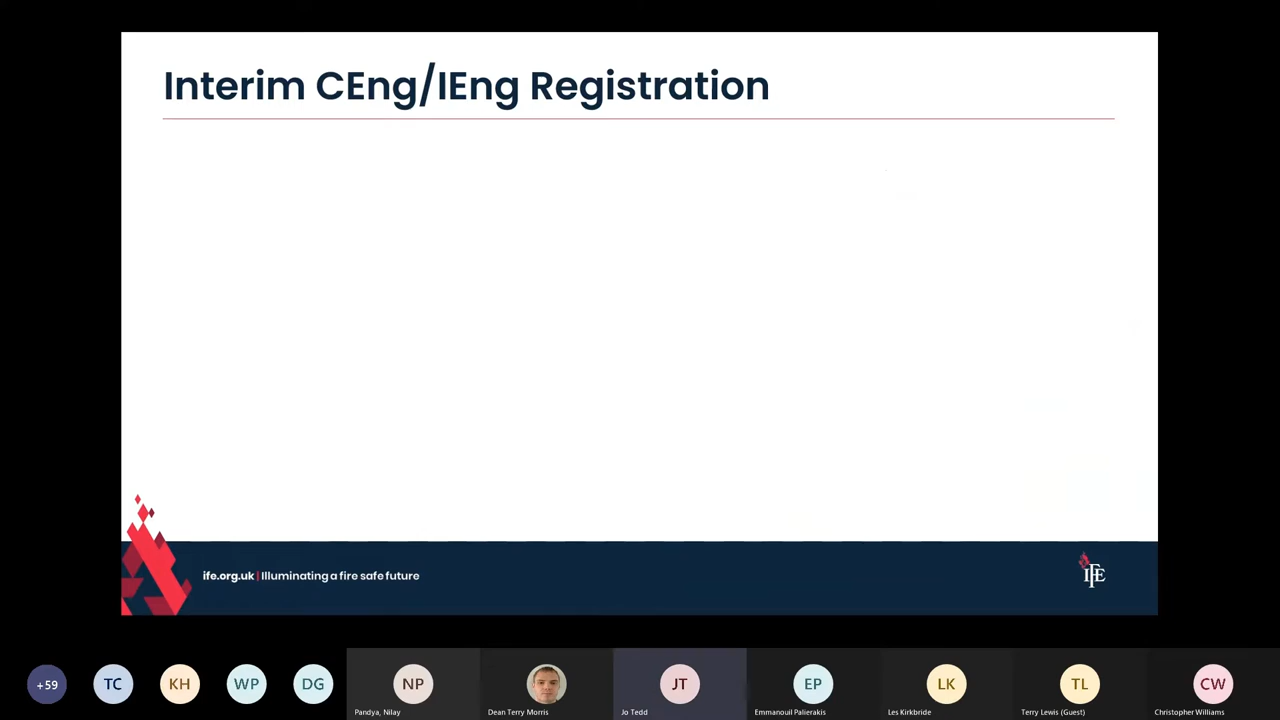 Interim CEng/IEng Registration
ife.org.uk | Illuminating a fire safe future
IFE
+59
TC
KH
WP
DG
NP
JT
EP
LK
TL
CW
Pandya, Nilay
Dean Terry Morris
Jo Tedd
Emmanouil Palierakis
Les Kirkbride
Terry Lewis (Guest)
Christopher Williams